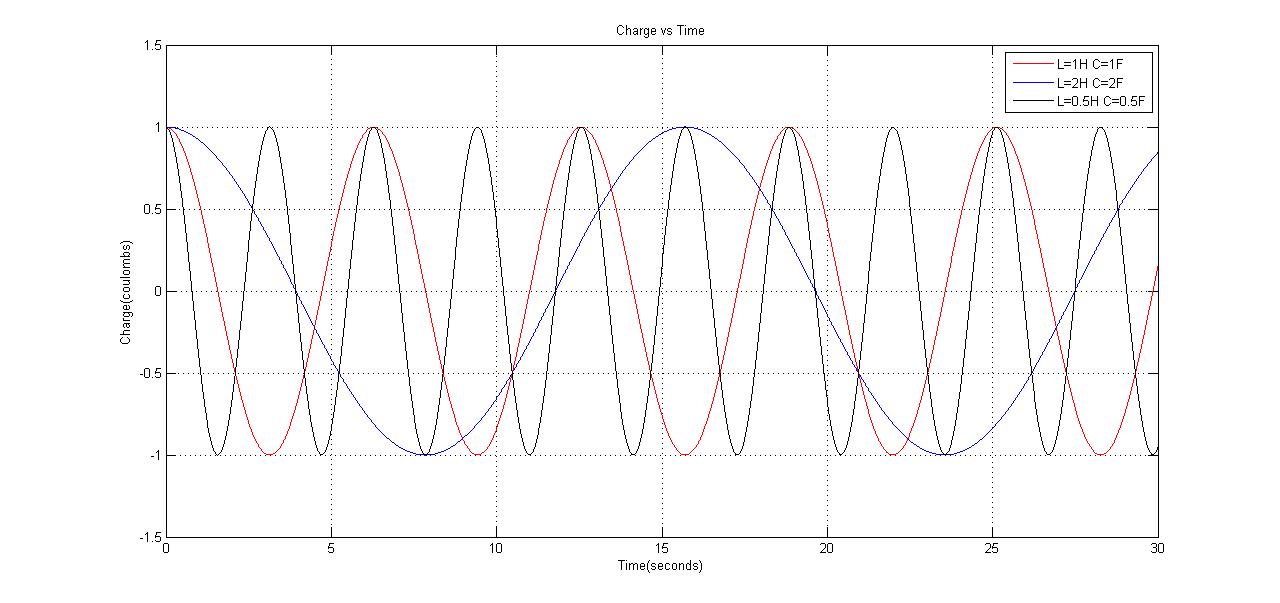 Charge vs Time
L=1H C=1F
L=2H C=2F
L=0.5H C=0.5F
1.5
1
0.5
0
-0.5
-1
-1.5
Charge(coulombs)
0 5 10 15 20 25 30
Time(seconds)